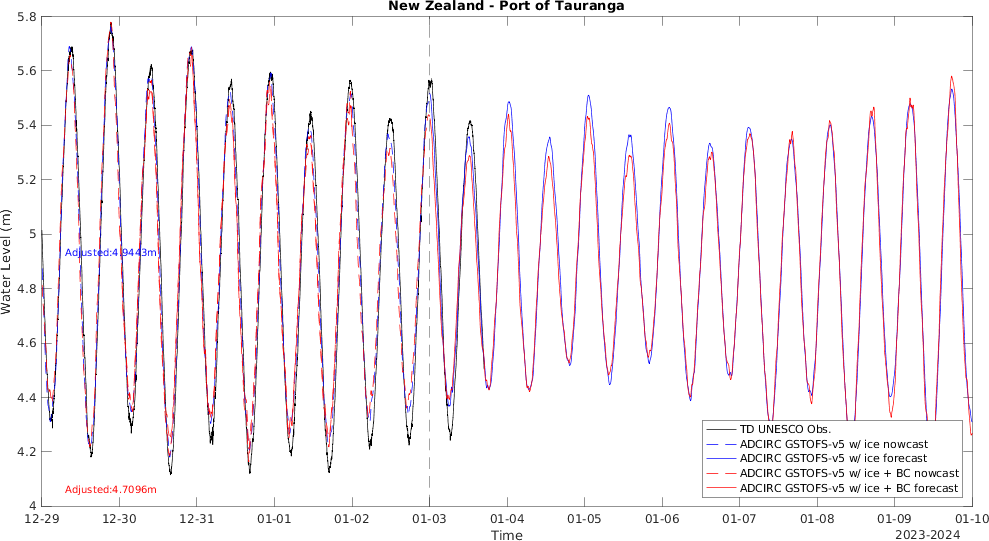 New Zealand - Port of Tauranga
5.8
5.6
5.4
5.2
5
4.8
4.6
4.4
4.2
4
Water Level (m)
Adjusted:4.9443m
Adjusted:4.7096m
TD UNESCO Obs.
ADCIRC GSTOFS-v5 w/ ice nowcast
ADCIRC GSTOFS-v5 w/ ice forecast
ADCIRC GSTOFS-v5 w/ ice + BC nowcast
ADCIRC GSTOFS-v5 w/ ice + BC forecast
12-29 12-30 12-31 01-01 01-02 01-03 01-04 01-05 01-06 01-07 01-08 01-09 01-10
Time
2023-2024